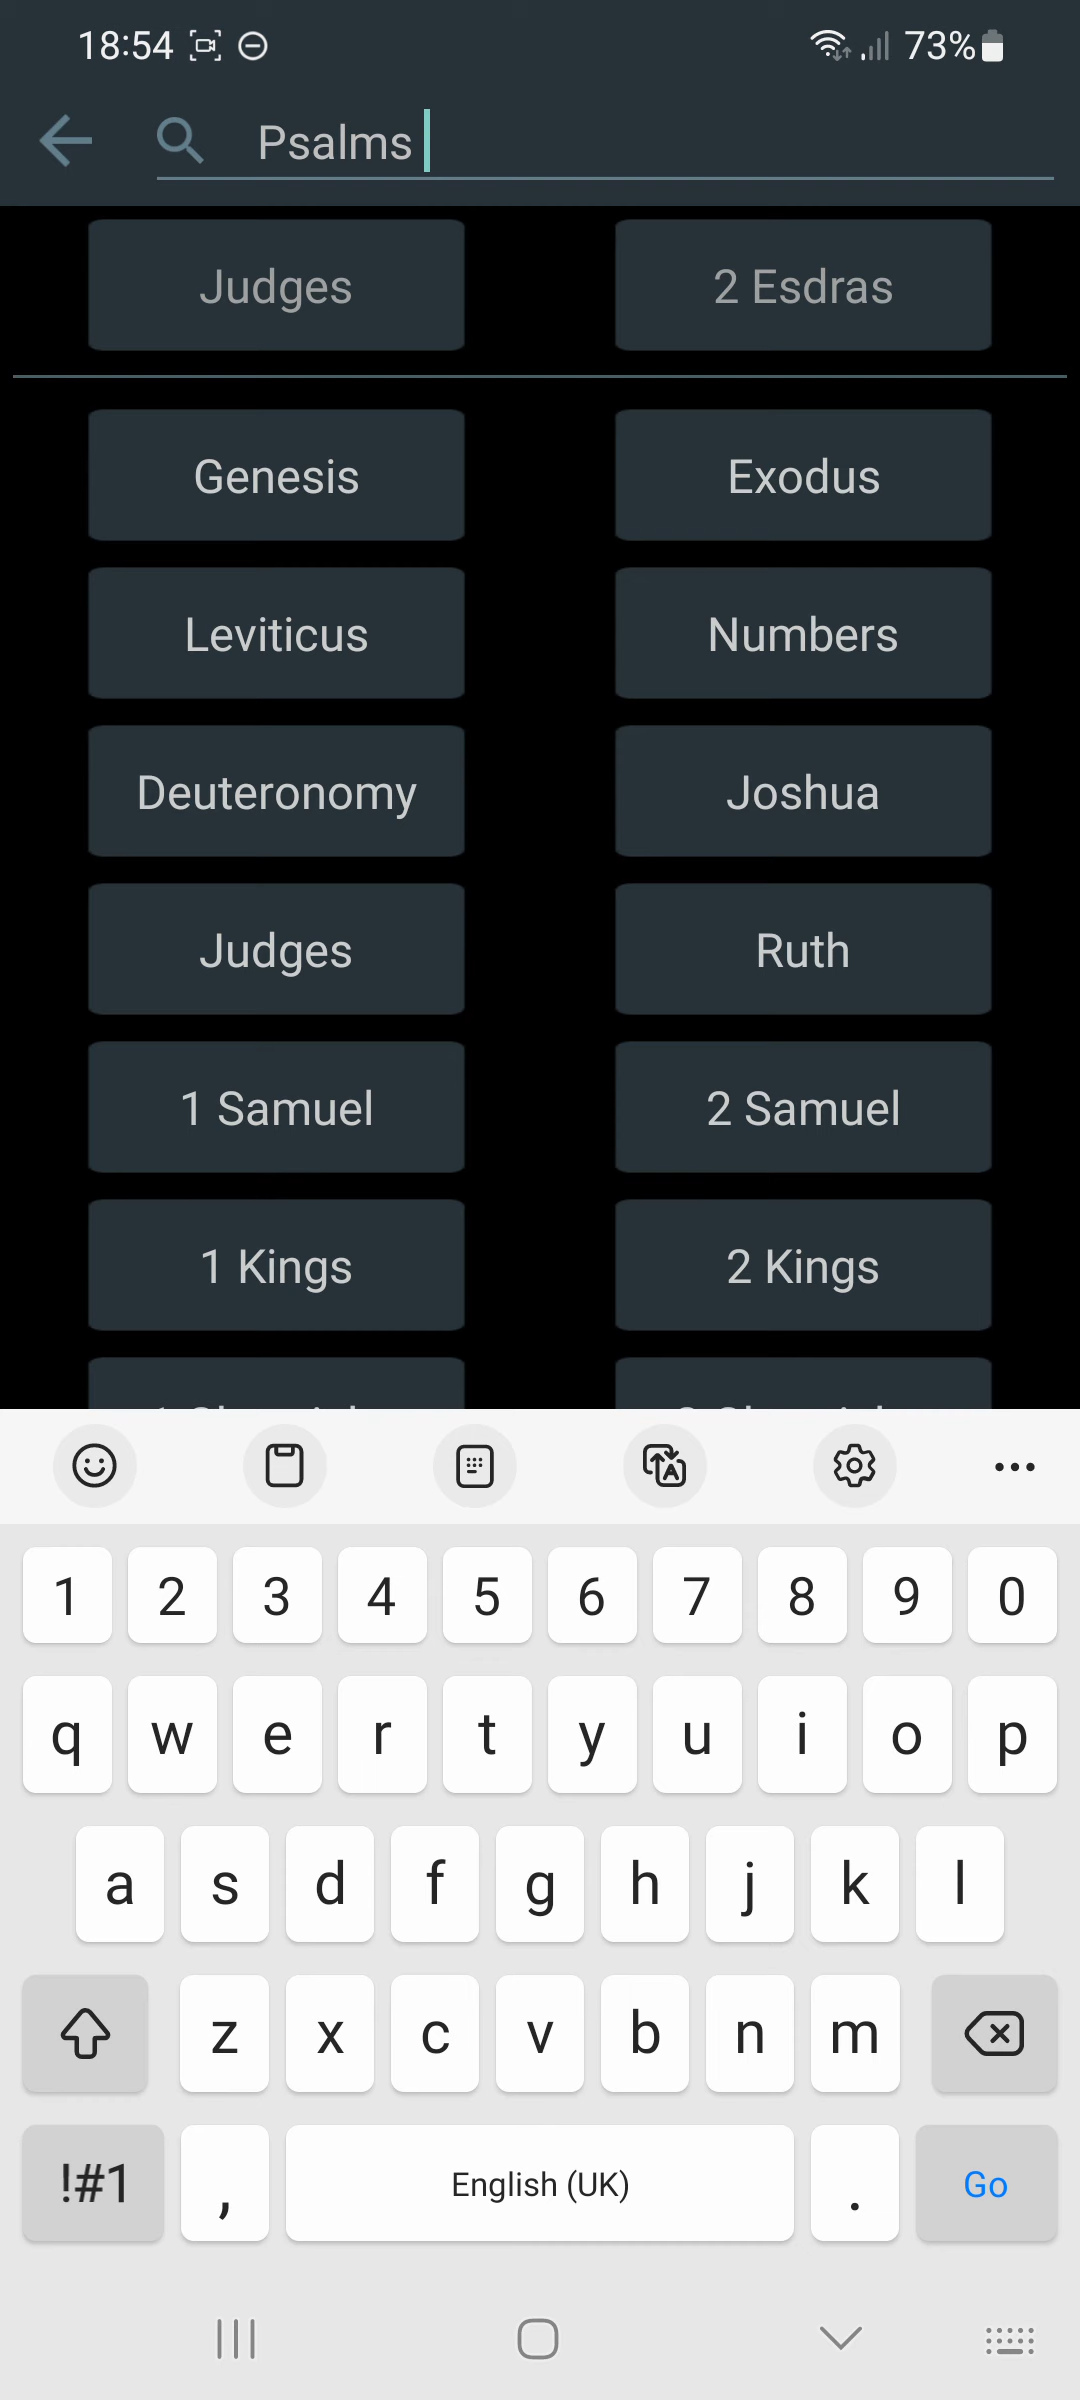 18:54 73%
Psalms
Judges 2 Esdras
Genesis Exodus
Leviticus Numbers
Deuteronomy Joshua
Judges Ruth
1 Samuel 2 Samuel
1 Kings 2 Kings
1 2 3 4 5 6 7 8 9 0
q w e r t y u i o p
a s d f g h j k l
z x c v b n m
!#1 , English (UK) . Go